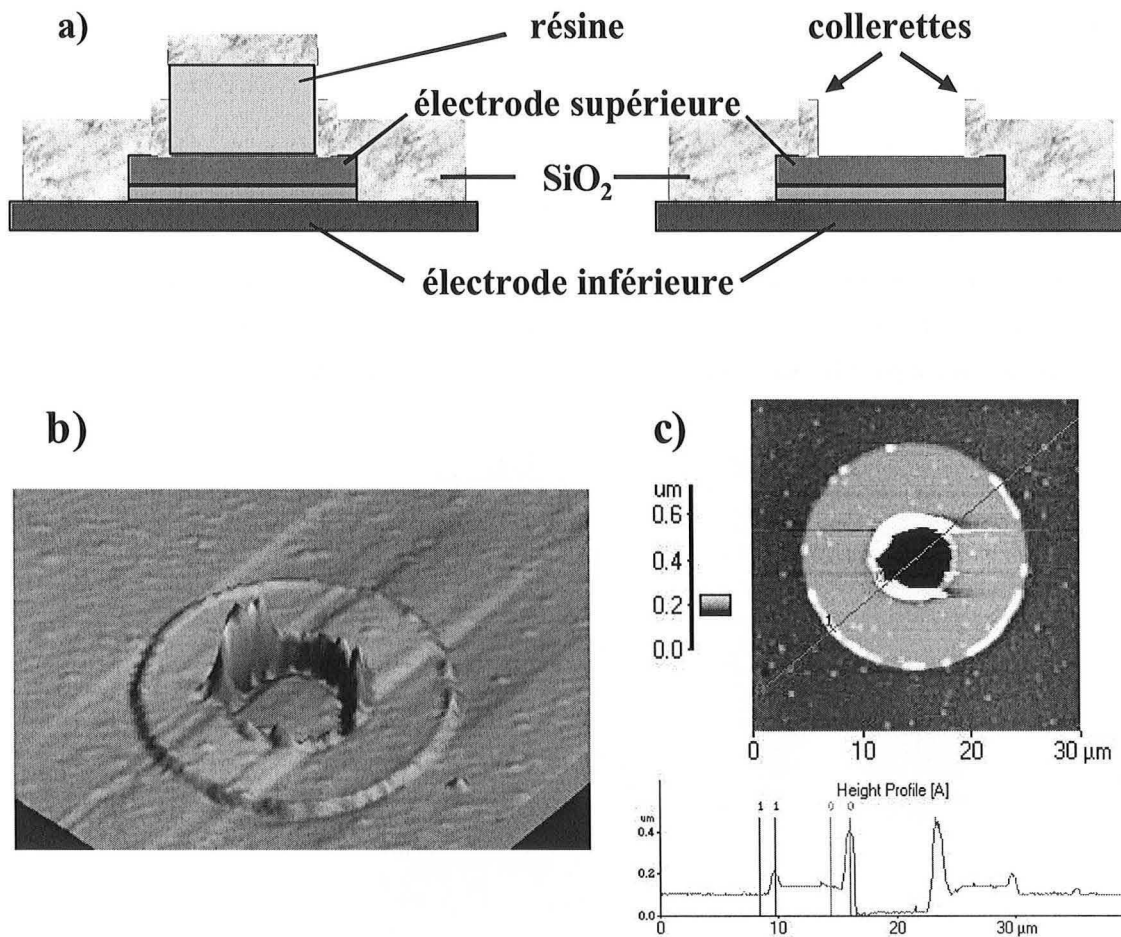 a)
résine
collerettes
électrode supérieure
SiO₂
électrode inférieure
b)
c)
um
0.6
0.4
0.2
0.0
1
0 10 20 30 µm
Height Profile [A]
1 1 0 0
um
0.4
0.2
0.0
0 10 20 30 µm